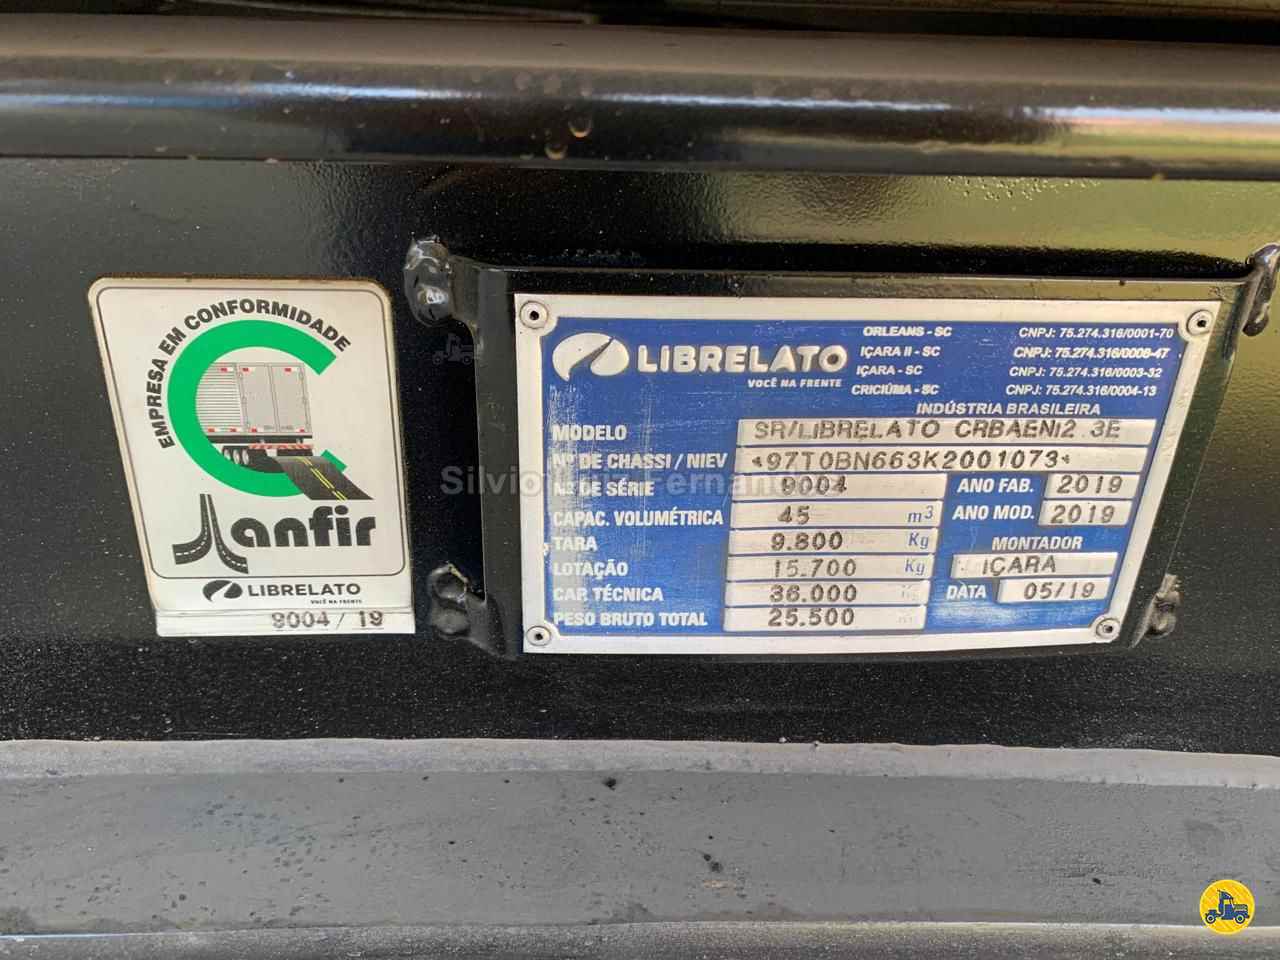 EMPRESA EM CONFORMIDADE
anfir
LIBRELATO
VOCÊ NA FRENTE
9004 / 19
LIBRELATO
VOCÊ NA FRENTE
ORLEANS - SC CNPJ: 75.274.316/0001-70
IÇARA II - SC CNPJ: 75.274.316/0008-47
IÇARA - SC CNPJ: 75.274.316/0003-32
CRICIÚMA - SC CNPJ: 75.274.316/0004-13
INDÚSTRIA BRASILEIRA
MODELO SR/LIBRELATO CRBAENI2 3E
Nº DE CHASSI / NIEV *97T0BN663K2001073*
Nº DE SÉRIE 9004 ANO FAB. 2019
CAPAC. VOLUMÉTRICA 45 m³ ANO MOD. 2019
TARA 9.800 Kg MONTADOR
LOTAÇÃO 15.700 Kg IÇARA
CAP. TÉCNICA 36.000 Kg DATA 05/19
PESO BRUTO TOTAL 25.500
Silvio Luiz Fernan